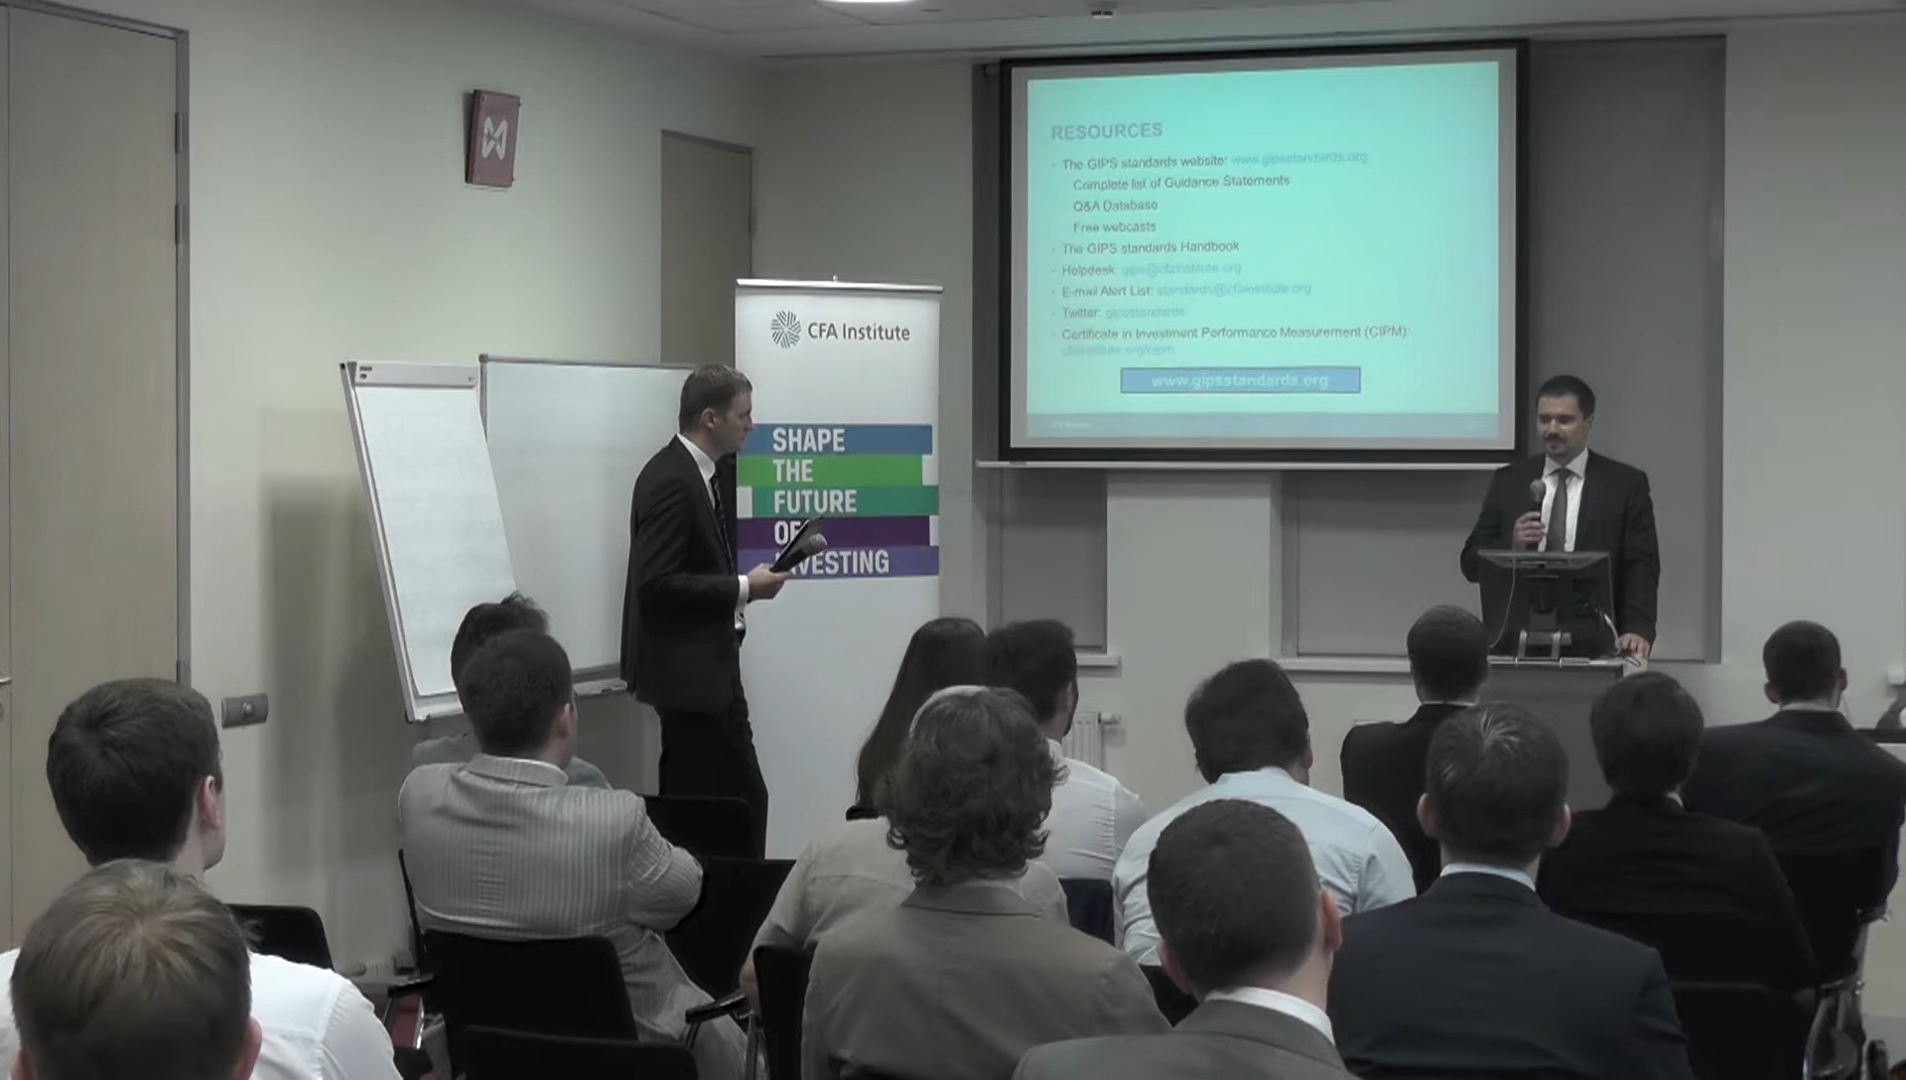 RESOURCES
The GIPS standards website: www.gipsstandards.org
Complete list of Guidance Statements
Q&A Database
Free webcasts
The GIPS standards Handbook
Helpdesk: gips@cfainstitute.org
E-mail Alert List: standards@cfainstitute.org
Twitter: gipsstandards
Certificate in Investment Performance Measurement (CIPM):
cfainstitute.org/cipm
www.gipsstandards.org
CFA Institute
SHAPE
THE
FUTURE
OF
INVESTING